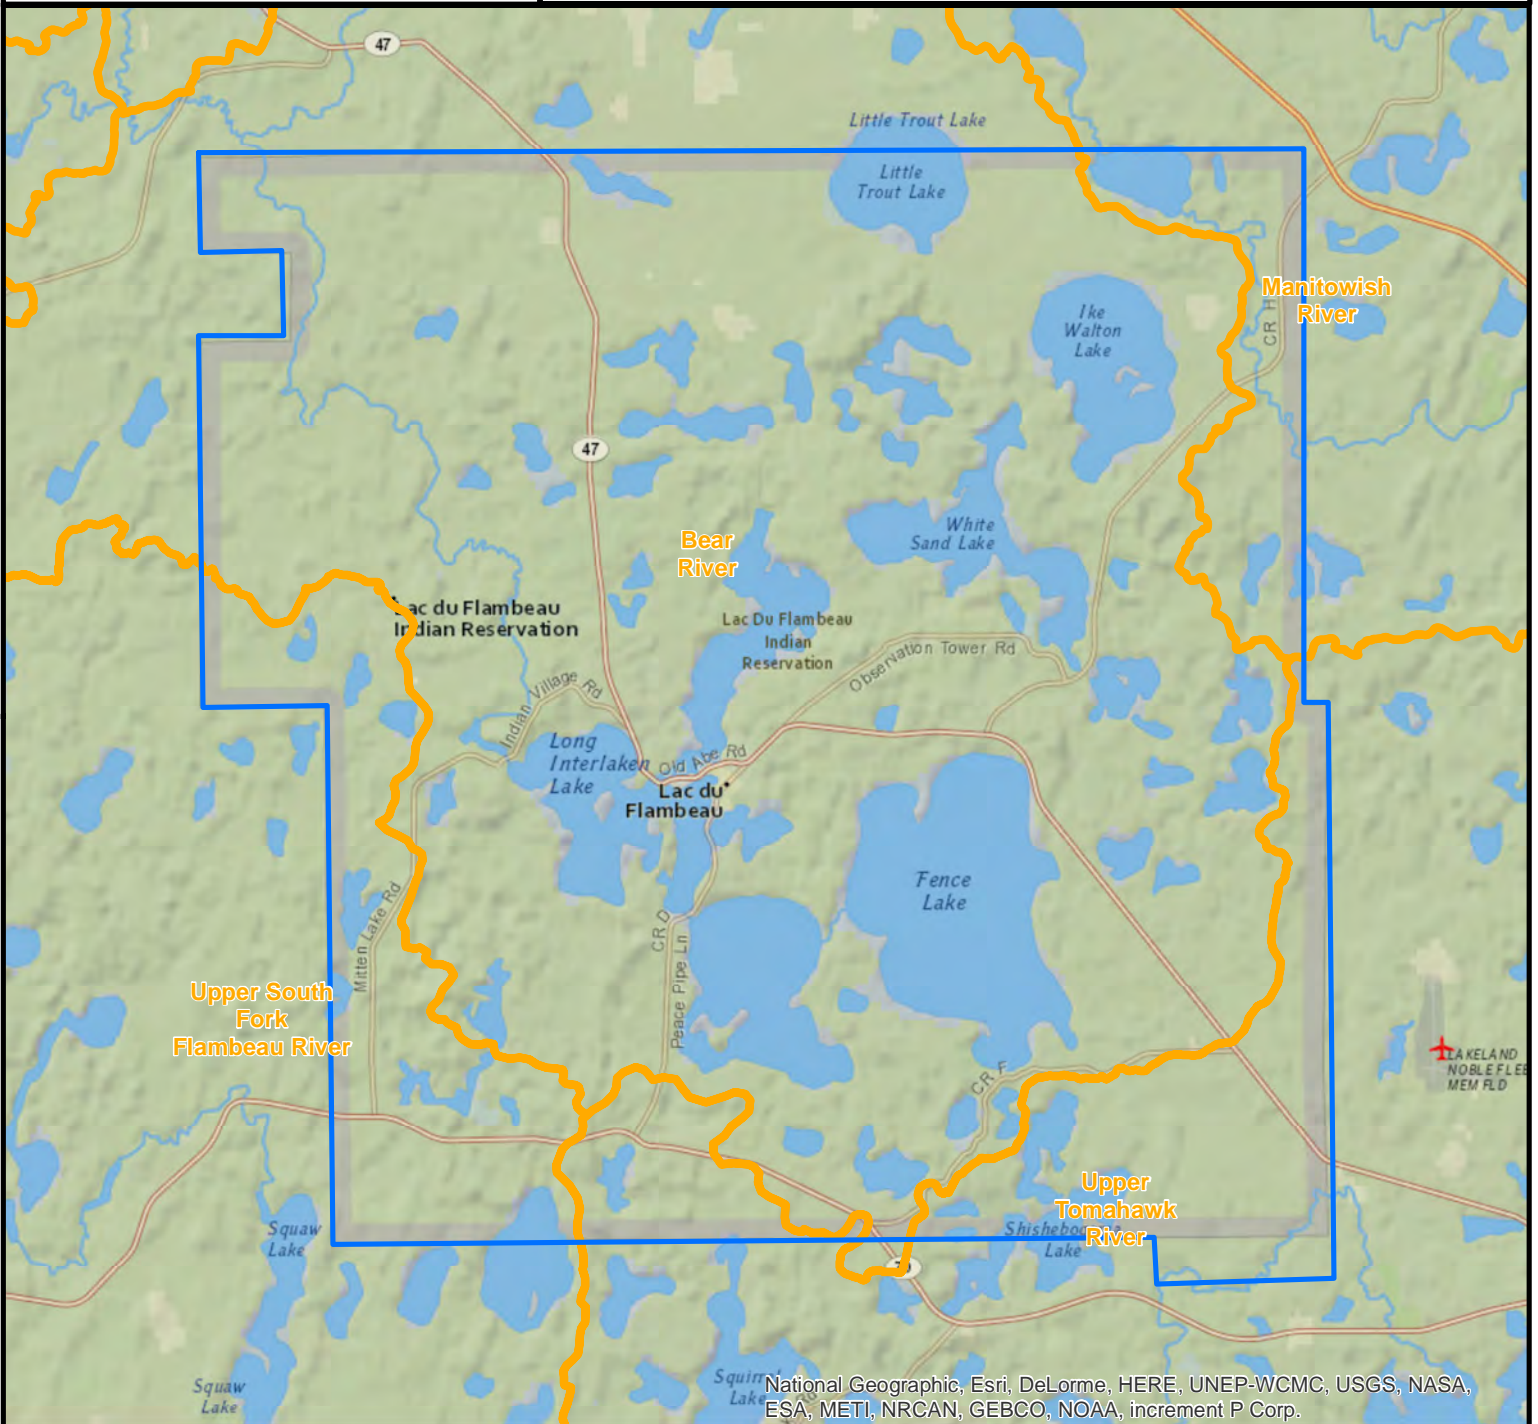 47
Little Trout Lake
Little
Trout Lake
Manitowish
River
CR H
Ike
Walton
Lake
47
White
Sand Lake
Bear
River
Lac du Flambeau
Indian Reservation
Lac Du Flambeau
Indian
Reservation
Observation Tower Rd
Indian Village Rd
Long
Interlaken
Lake
Old Abe Rd
Lac du
Flambeau
Fence
Lake
Mitten Lake Rd
CR D
Peace Pipe Ln
Upper South
Fork
Flambeau River
LAKELAND
NOBLE F LEE
MEM FLD
CR F
Upper
Tomahawk
River
Squaw
Lake
Lake
Squaw
Lake
Lake
National Geographic, Esri, DeLorme, HERE, UNEP-WCMC, USGS, NASA,
ESA, METI, NRCAN, GEBCO, NOAA, increment P Corp.